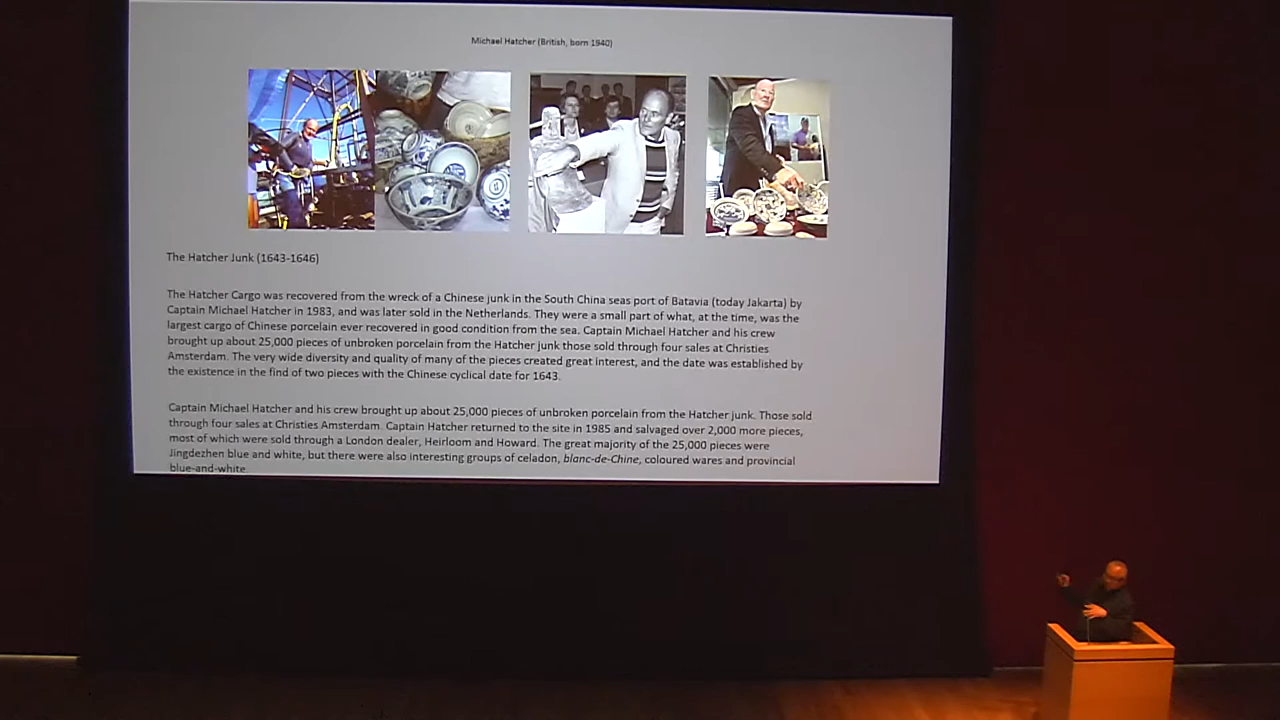 Michael Hatcher (British, born 1940)
The Hatcher Junk (1643-1646)
The Hatcher Cargo was recovered from the wreck of a Chinese junk in the South China seas port of Batavia (today Jakarta) by
Captain Michael Hatcher in 1983, and was later sold in the Netherlands. They were a small part of what, at the time, was the
largest cargo of Chinese porcelain ever recovered in good condition from the sea. Captain Michael Hatcher and his crew
brought up about 25,000 pieces of unbroken porcelain from the Hatcher junk those sold through four sales at Christies
Amsterdam. The very wide diversity and quality of many of the pieces created great interest, and the date was established by
the existence in the find of two pieces with the Chinese cyclical date for 1643.
Captain Michael Hatcher and his crew brought up about 25,000 pieces of unbroken porcelain from the Hatcher junk. Those sold
through four sales at Christies Amsterdam. Captain Hatcher returned to the site in 1985 and salvaged over 2,000 more pieces,
most of which were sold through a London dealer, Heirloom and Howard. The great majority of the 25,000 pieces were
Jingdezhen blue and white, but there were also interesting groups of celadon, blanc-de-Chine, coloured wares and provincial
blue-and-white.